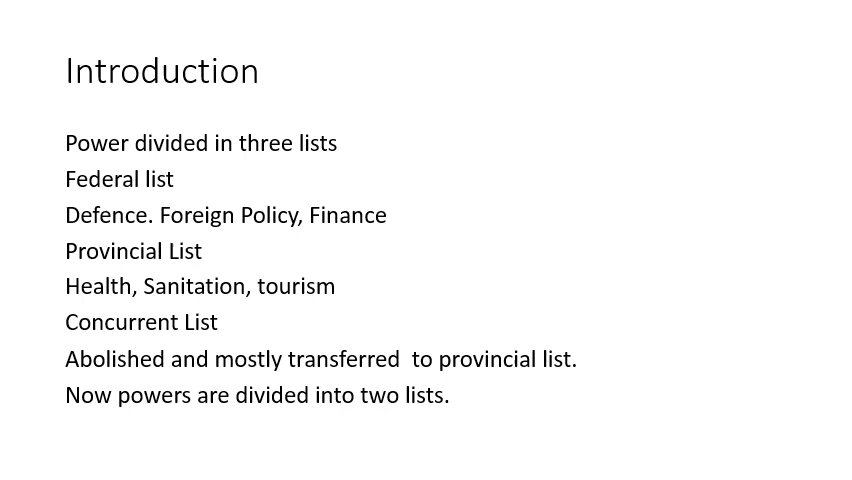 Introduction
Power divided in three lists
Federal list
Defence. Foreign Policy, Finance
Provincial List
Health, Sanitation, tourism
Concurrent List
Abolished and mostly transferred  to provincial list.
Now powers are divided into two lists.